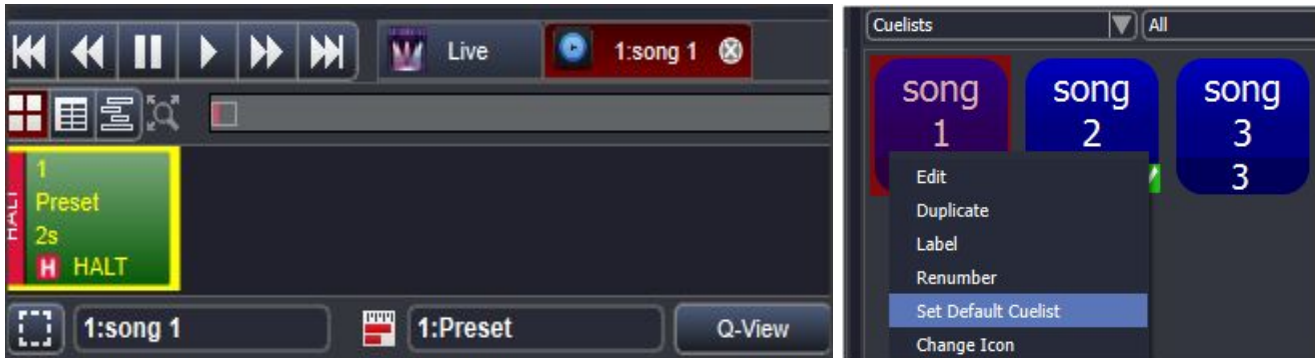 Live
1:song 1
HALT
1
Preset
2s
H HALT
1:song 1
1:Preset
Q-View
Cuelists
All
song
1
song
2
song
3
3
Edit
Duplicate
Label
Renumber
Set Default Cuelist
Change Icon